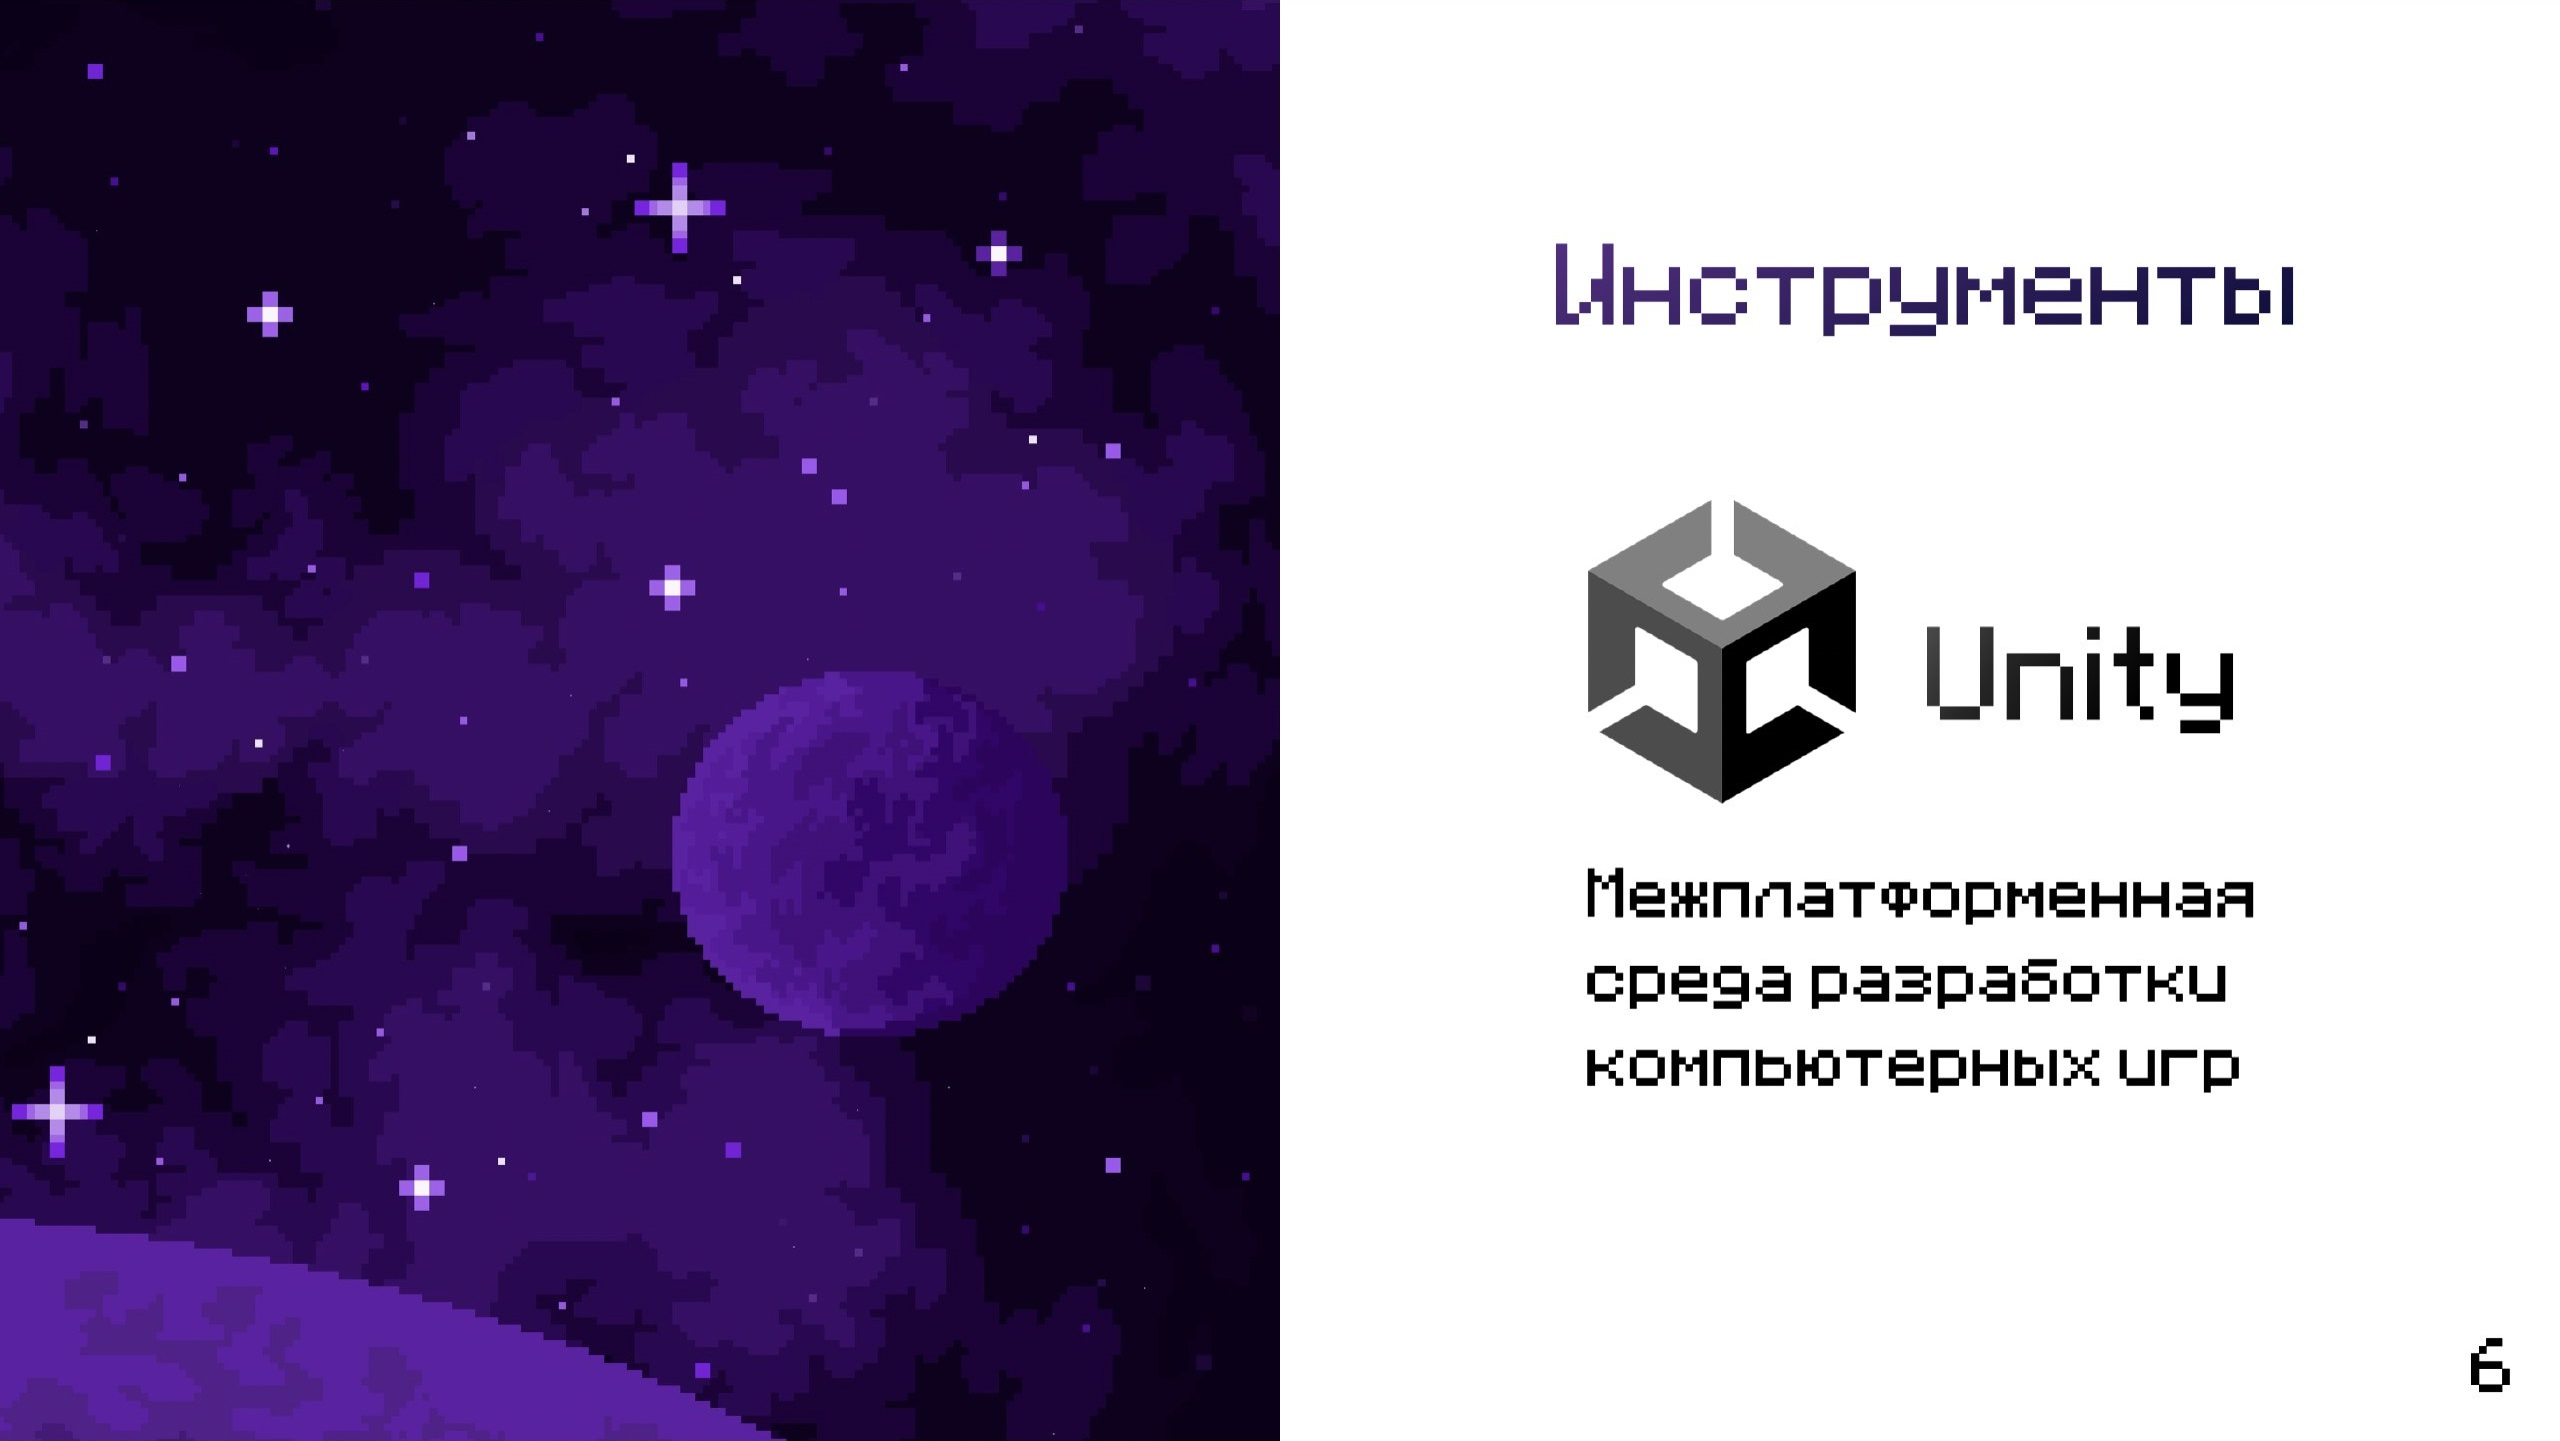 Инструменты
Unity
Межплатформенная
среда разработки
компьютерных игр
6